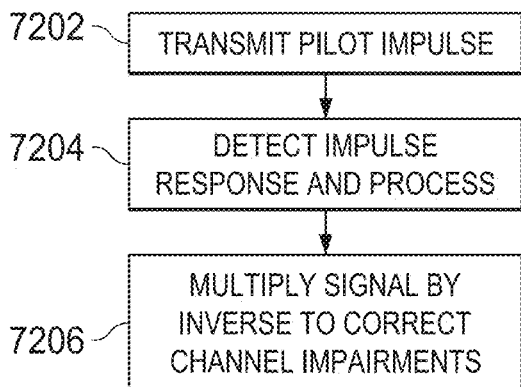 7202
TRANSMIT PILOT IMPULSE
7204
DETECT IMPULSE
RESPONSE AND PROCESS
7206
MULTIPLY SIGNAL BY
INVERSE TO CORRECT
CHANNEL IMPAIRMENTS